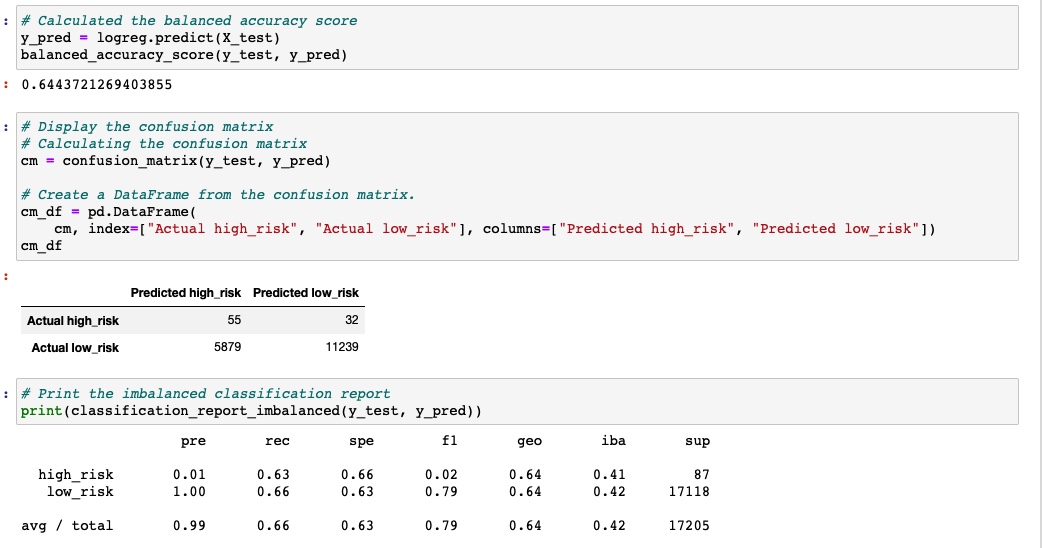 : # Calculated the balanced accuracy score
y_pred = logreg.predict(X_test)
balanced_accuracy_score(y_test, y_pred)
: 0.6443721269403855
: # Display the confusion matrix
# Calculating the confusion matrix
cm = confusion_matrix(y_test, y_pred)

# Create a DataFrame from the confusion matrix.
cm_df = pd.DataFrame(
    cm, index=["Actual high_risk", "Actual low_risk"], columns=["Predicted high_risk", "Predicted low_risk"])
cm_df
:
Predicted high_risk Predicted low_risk
Actual high_risk 55 32
Actual low_risk 5879 11239
: # Print the imbalanced classification report
print(classification_report_imbalanced(y_test, y_pred))
pre rec spe f1 geo iba sup
high_risk 0.01 0.63 0.66 0.02 0.64 0.41 87
low_risk 1.00 0.66 0.63 0.79 0.64 0.42 17118
avg / total 0.99 0.66 0.63 0.79 0.64 0.42 17205